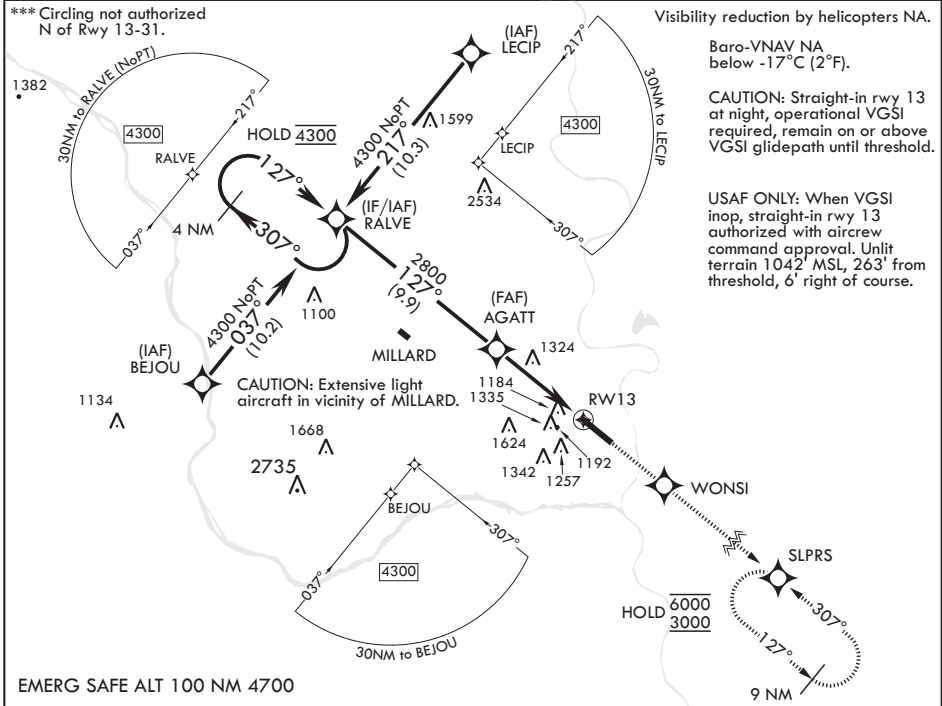 *** Circling not authorized
N of Rwy 13-31.
Visibility reduction by helicopters NA.
Baro-VNAV NA
below -17°C (2°F).
CAUTION: Straight-in rwy 13
at night, operational VGSI
required, remain on or above
VGSI glidepath until threshold.
USAF ONLY: When VGSI
inop, straight-in rwy 13
authorized with aircrew
command approval. Unlit
terrain 1042' MSL, 263' from
threshold, 6' right of course.
1382
30NM to RALVE (NoPT)
217°
4300
RALVE
037°
HOLD 4300
127°
307°
4 NM
(IAF)
LECIP
4300 NoPT
217°
(10.3)
1599
217°
30NM to LECIP
4300
LECIP
2534
307°
(IF/IAF)
RALVE
2800
127°
(9.9)
1100
4300 NoPT
037°
(10.2)
(IAF)
BEJOU
MILLARD
CAUTION: Extensive light
aircraft in vicinity of MILLARD.
(FAF)
AGATT
1324
1184
1335
RW13
1134
1668
2735
1624
1342
1192
1257
WONSI
BEJOU
307°
037°
4300
30NM to BEJOU
SLPRS
HOLD 6000
3000
307°
127°
9 NM
EMERG SAFE ALT 100 NM 4700